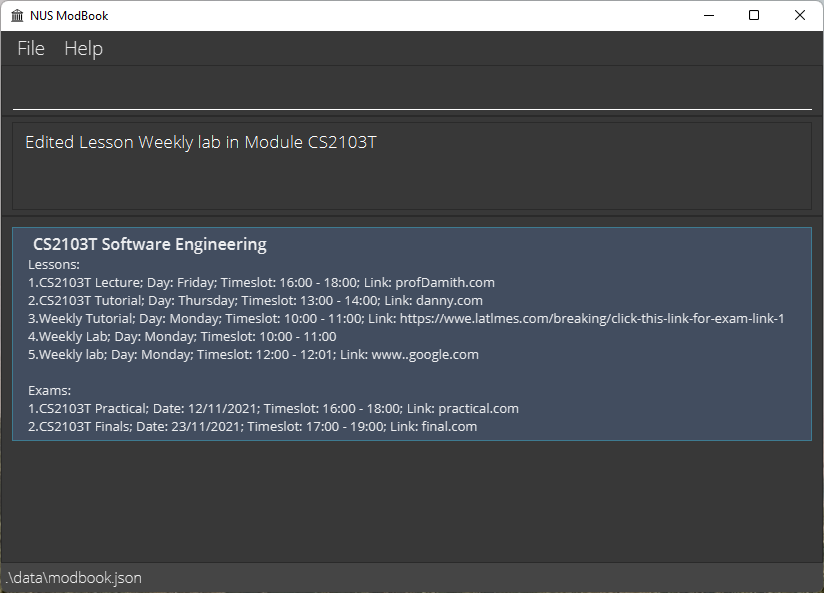 NUS ModBook
File Help
Edited Lesson Weekly lab in Module CS2103T
CS2103T Software Engineering
Lessons:
1.CS2103T Lecture; Day: Friday; Timeslot: 16:00 - 18:00; Link: profDamith.com
2.CS2103T Tutorial; Day: Thursday; Timeslot: 13:00 - 14:00; Link: danny.com
3.Weekly Tutorial; Day: Monday; Timeslot: 10:00 - 11:00; Link: https://wwe.latlmes.com/breaking/click-this-link-for-exam-link-1
4.Weekly Lab; Day: Monday; Timeslot: 10:00 - 11:00
5.Weekly lab; Day: Monday; Timeslot: 12:00 - 12:01; Link: www..google.com
Exams:
1.CS2103T Practical; Date: 12/11/2021; Timeslot: 16:00 - 18:00; Link: practical.com
2.CS2103T Finals; Date: 23/11/2021; Timeslot: 17:00 - 19:00; Link: final.com
.\data\modbook.json